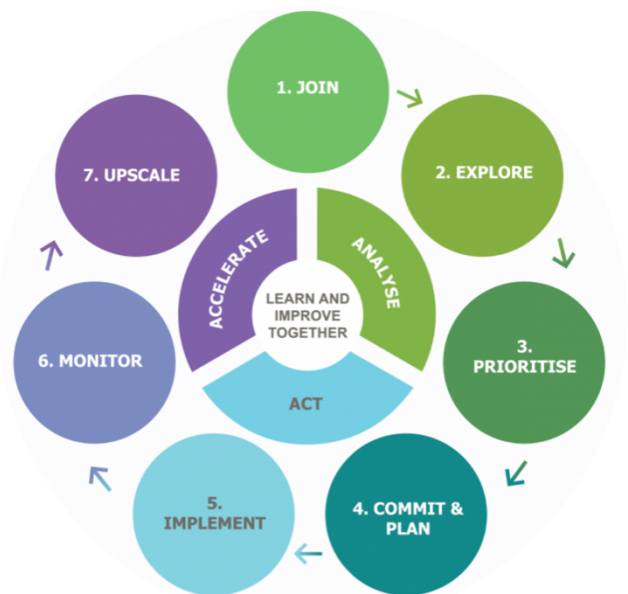 1. JOIN
2. EXPLORE
3.
PRIORITISE
4. COMMIT &
PLAN
5.
IMPLEMENT
6. MONITOR
7. UPSCALE
ANALYSE
ACT
ACCELERATE
LEARN AND
IMPROVE
TOGETHER